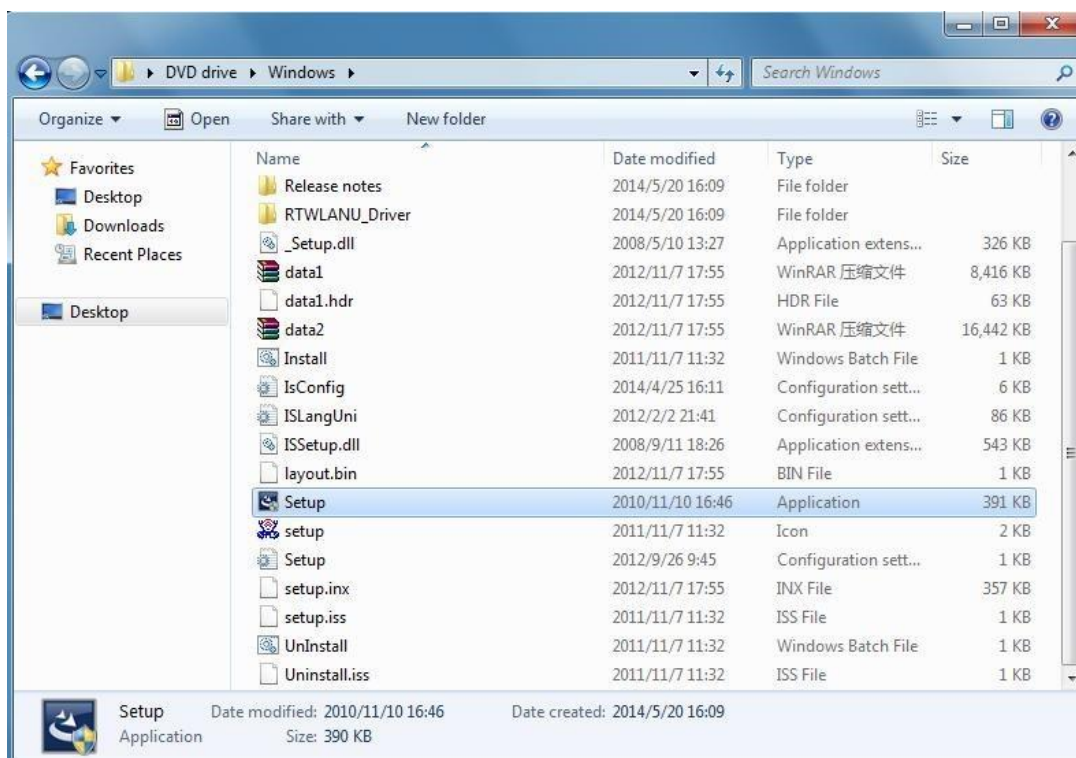 DVD drive Windows Search Windows
Organize Open Share with New folder
Favorites
Desktop
Downloads
Recent Places
Desktop
Name Date modified Type Size
Release notes 2014/5/20 16:09 File folder
RTWLANU_Driver 2014/5/20 16:09 File folder
_Setup.dll 2008/5/10 13:27 Application extens... 326 KB
data1 2012/11/7 17:55 WinRAR 压缩文件 8,416 KB
data1.hdr 2012/11/7 17:55 HDR File 63 KB
data2 2012/11/7 17:55 WinRAR 压缩文件 16,442 KB
Install 2011/11/7 11:32 Windows Batch File 1 KB
IsConfig 2014/4/25 16:11 Configuration sett... 6 KB
ISLangUni 2012/2/2 21:41 Configuration sett... 86 KB
ISSetup.dll 2008/9/11 18:26 Application extens... 543 KB
layout.bin 2012/11/7 17:55 BIN File 1 KB
Setup 2010/11/10 16:46 Application 391 KB
setup 2011/11/7 11:32 Icon 2 KB
Setup 2012/9/26 9:45 Configuration sett... 1 KB
setup.inx 2012/11/7 17:55 INX File 357 KB
setup.iss 2011/11/7 11:32 ISS File 1 KB
UnInstall 2011/11/7 11:32 Windows Batch File 1 KB
Uninstall.iss 2011/11/7 11:32 ISS File 1 KB
Setup Date modified: 2010/11/10 16:46 Date created: 2014/5/20 16:09
Application Size: 390 KB